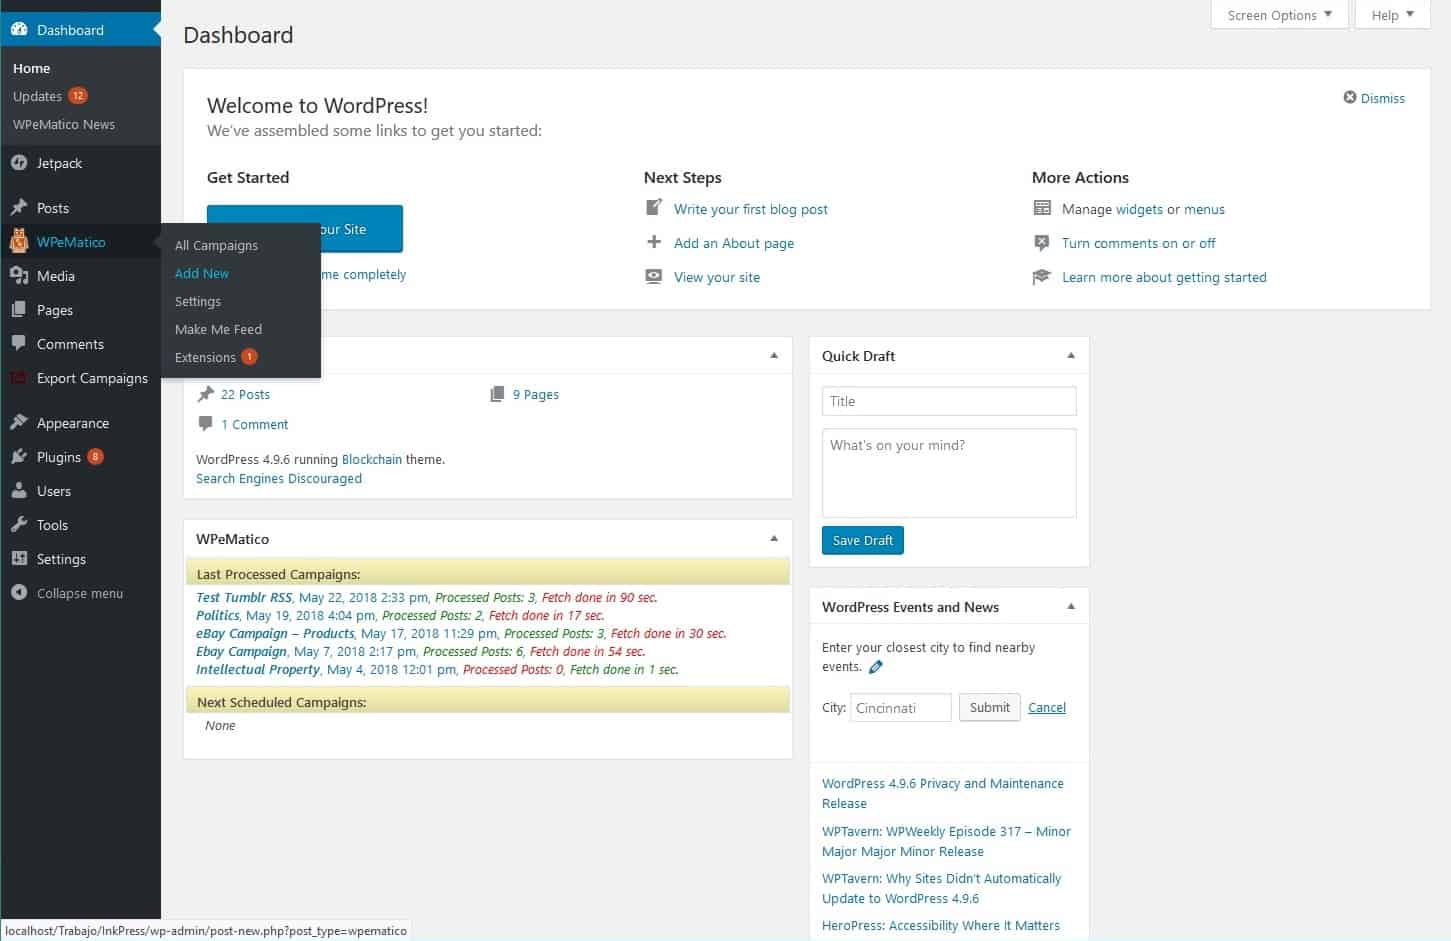 Dashboard
Home
Updates 12
WPeMatico News
Jetpack
Posts
WPeMatico
Media
Pages
Comments
Export Campaigns
Appearance
Plugins 8
Users
Tools
Settings
Collapse menu
All Campaigns
Add New
Settings
Make Me Feed
Extensions 1
Screen Options
Help
Dashboard
Welcome to WordPress!
We've assembled some links to get you started:
Dismiss
Get Started
our Site
me completely
Next Steps
Write your first blog post
Add an About page
View your site
More Actions
Manage widgets or menus
Turn comments on or off
Learn more about getting started
22 Posts
9 Pages
1 Comment
WordPress 4.9.6 running Blockchain theme.
Search Engines Discouraged
WPeMatico
Last Processed Campaigns:
Test Tumblr RSS, May 22, 2018 2:33 pm, Processed Posts: 3, Fetch done in 90 sec.
Politics, May 19, 2018 4:04 pm, Processed Posts: 2, Fetch done in 17 sec.
eBay Campaign – Products, May 17, 2018 11:29 pm, Processed Posts: 3, Fetch done in 30 sec.
Ebay Campaign, May 7, 2018 2:17 pm, Processed Posts: 6, Fetch done in 54 sec.
Intellectual Property, May 4, 2018 12:01 pm, Processed Posts: 0, Fetch done in 1 sec.
Next Scheduled Campaigns:
None
Quick Draft
Title
What's on your mind?
Save Draft
WordPress Events and News
Enter your closest city to find nearby
events.
City: Cincinnati Submit Cancel
WordPress 4.9.6 Privacy and Maintenance
Release
WPTavern: WPWeekly Episode 317 – Minor
Major Major Minor Release
WPTavern: Why Sites Didn't Automatically
Update to WordPress 4.9.6
HeroPress: Accessibility Where It Matters
localhost/Trabajo/InkPress/wp-admin/post-new.php?post_type=wpematico